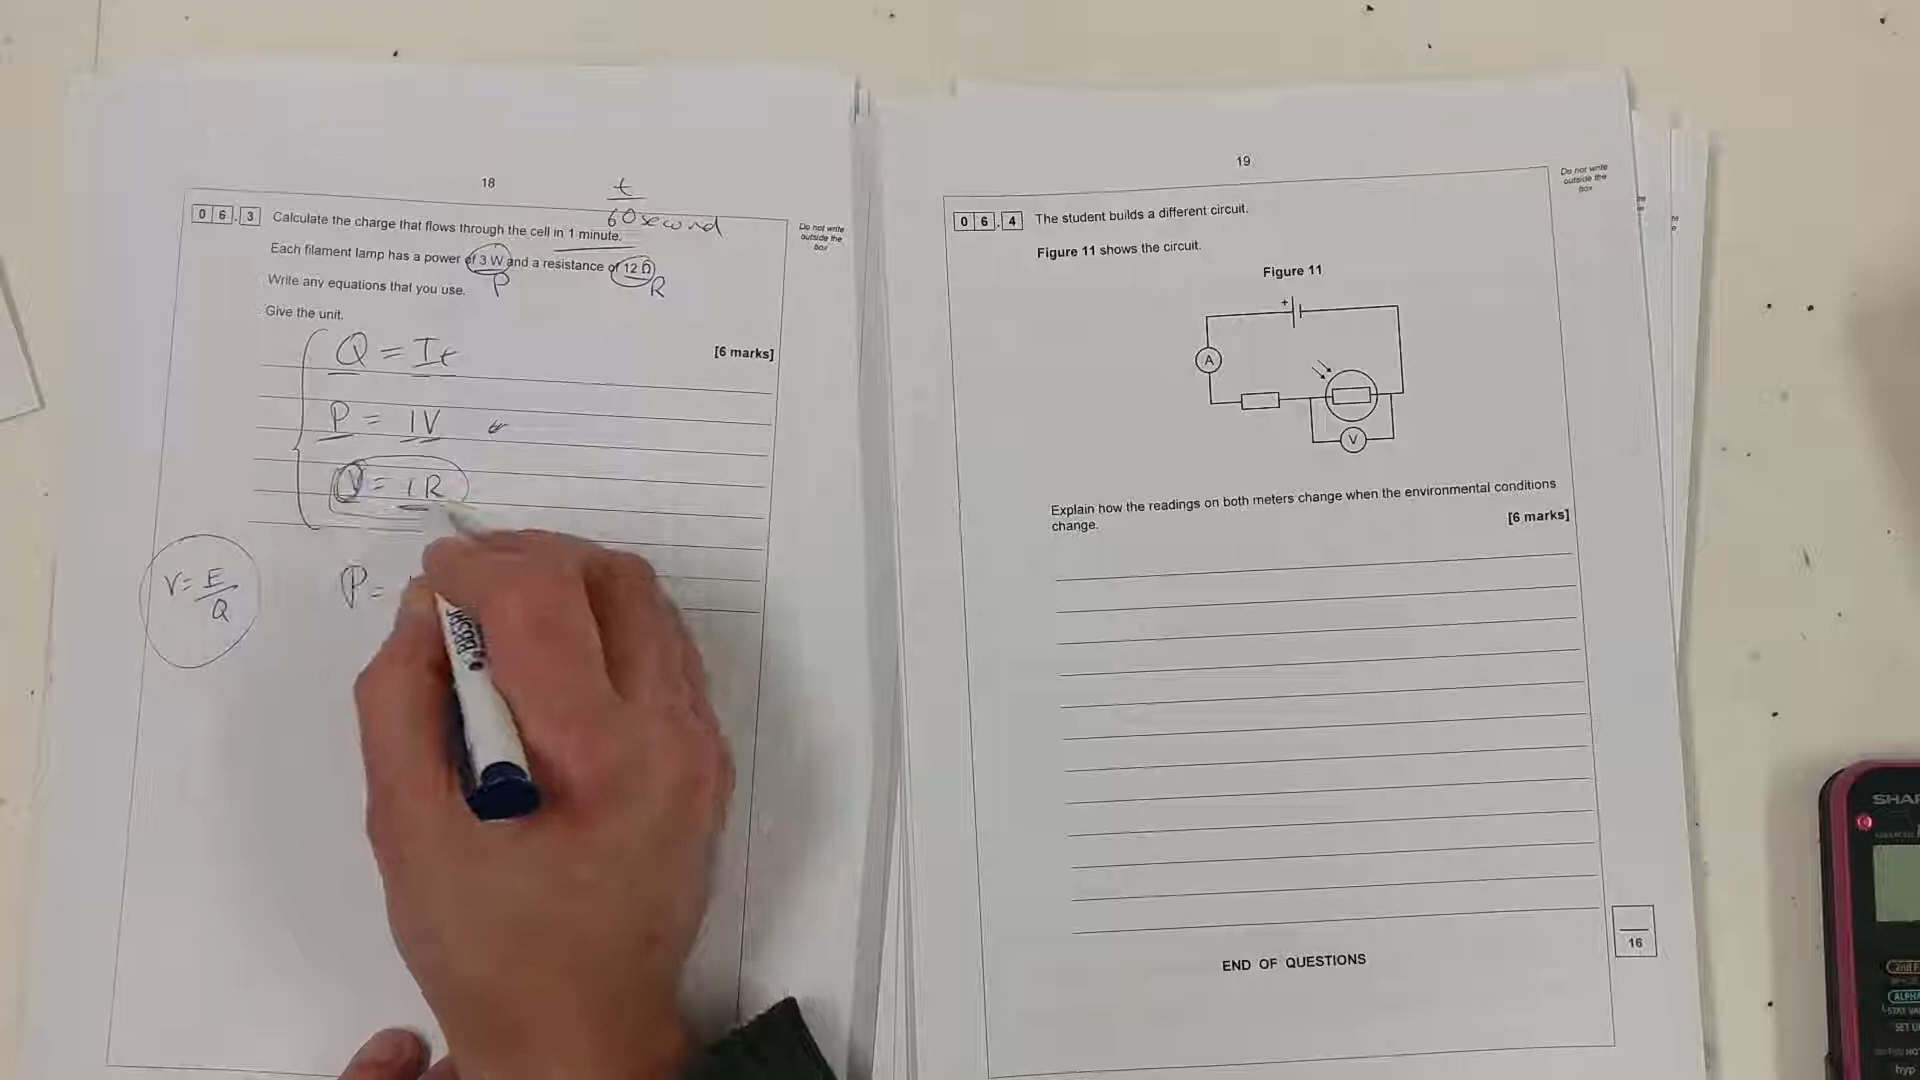 18
t
60second
0 6 . 3 Calculate the charge that flows through the cell in 1 minute.
Do not write
outside the
box
Each filament lamp has a power of 3 W and a resistance of 12 Ω
P R
Write any equations that you use.
Give the unit.
[6 marks]
Q = It
P = IV
V = IR
V = E
Q
P =
19
Do not write
outside the
box
0 6 . 4 The student builds a different circuit.
Figure 11 shows the circuit.
Figure 11
+
A
V
Explain how the readings on both meters change when the environmental conditions
change.
[6 marks]
16
END OF QUESTIONS
2nd F
ALPHA
hyp